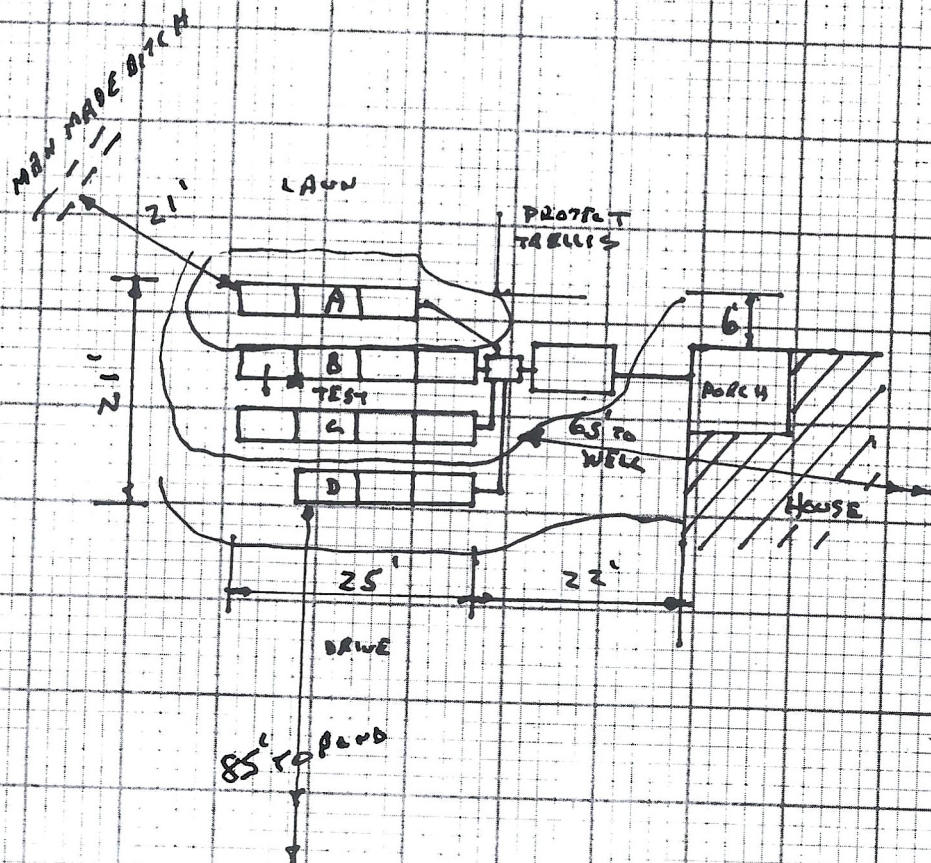 MAN MADE DITCH
21'
LAWN
PROTECT
TRELLIS
A
6'
21'
B
TEST
PORCH
C
65' TO
WELL
D
HOUSE
25'
22'
DRIVE
85' TO POND